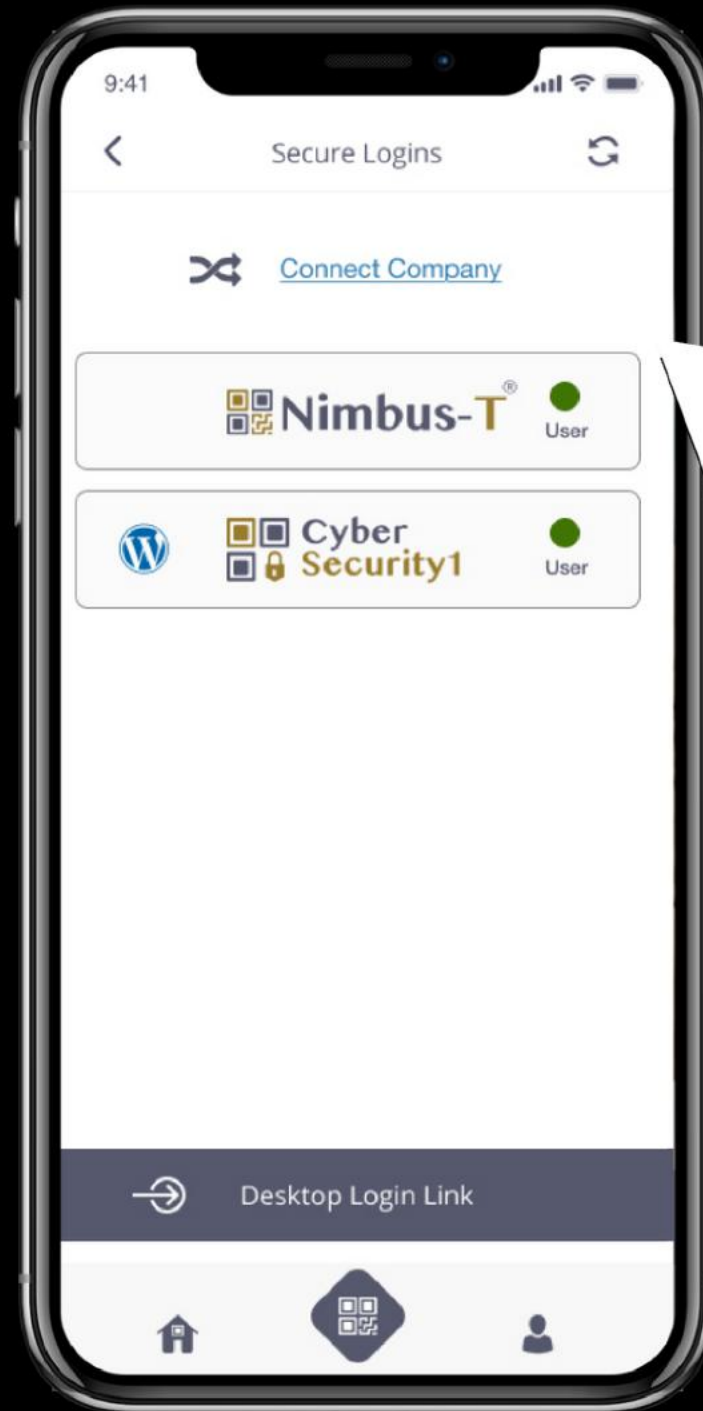 9:41
Secure Logins
Connect Company
Nimbus-T®
User
Cyber
Security1
User
Desktop Login Link